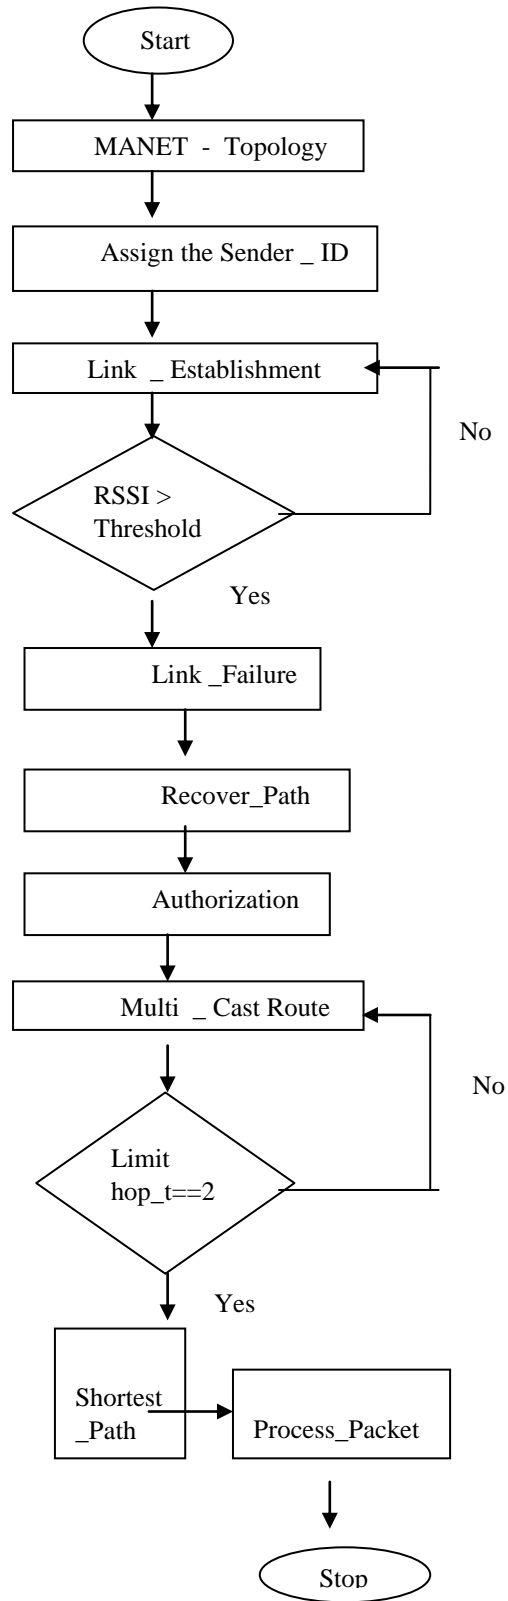 Start
MANET - Topology
Assign the Sender _ ID
Link _ Establishment
No
RSSI >
Threshold
Yes
Link _Failure
Recover_Path
Authorization
Multi _ Cast Route
No
Limit
hop_t==2
Yes
Shortest
_Path
Process_Packet
Stop